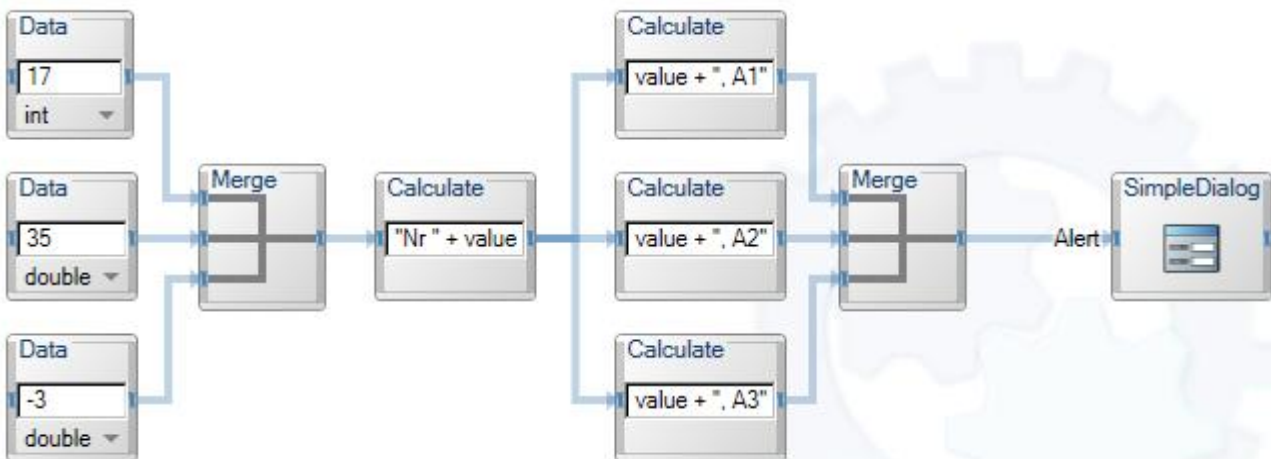 Data
17
int
Data
35
double
Data
-3
double
Merge
Calculate
"Nr " + value
Calculate
value + ", A1"
Calculate
value + ", A2"
Calculate
value + ", A3"
Merge
Alert
SimpleDialog